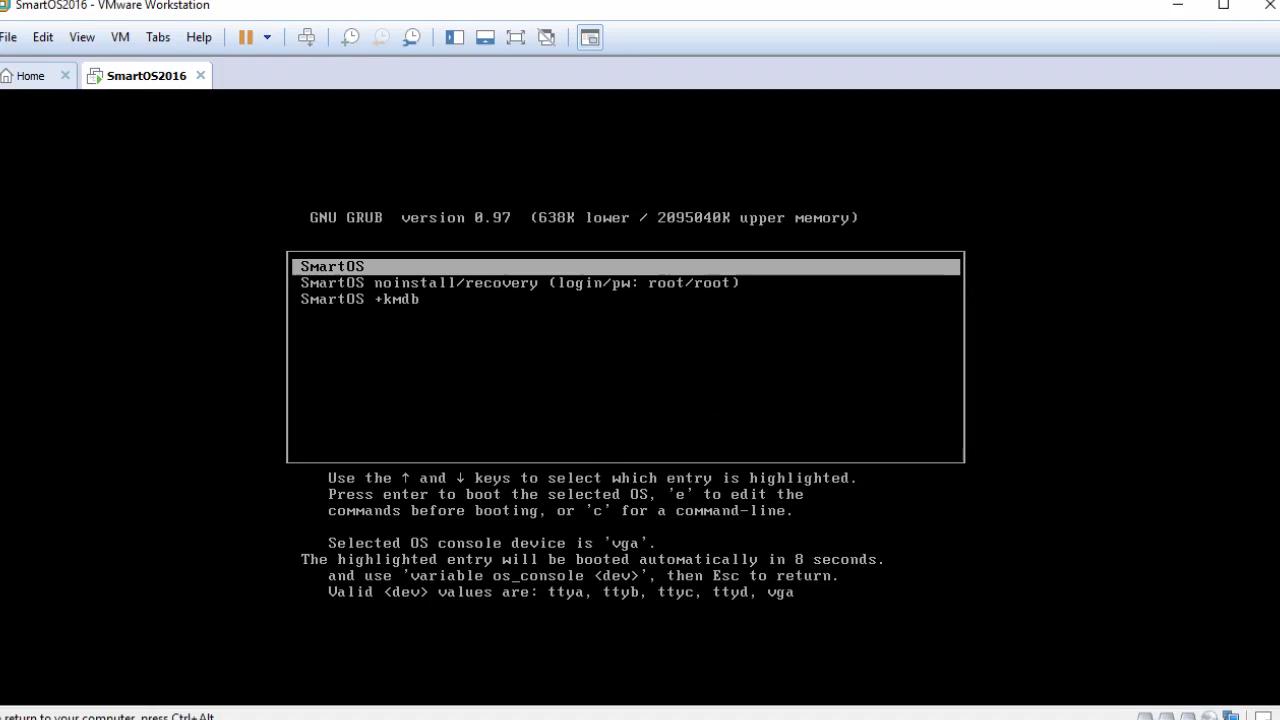 SmartOS2016 - VMware Workstation
File Edit View VM Tabs Help
Home SmartOS2016
GNU GRUB version 0.97 (638K lower / 2095040K upper memory)
SmartOS
SmartOS noinstall/recovery (login/pw: root/root)
SmartOS +kmdb
Use the ↑ and ↓ keys to select which entry is highlighted.
Press enter to boot the selected OS, 'e' to edit the
commands before booting, or 'c' for a command-line.
Selected OS console device is 'vga'.
The highlighted entry will be booted automatically in 8 seconds.
and use 'variable os_console <dev>', then Esc to return.
Valid <dev> values are: ttya, ttyb, ttyc, ttyd, vga
return to your computer, press Ctrl+Alt.